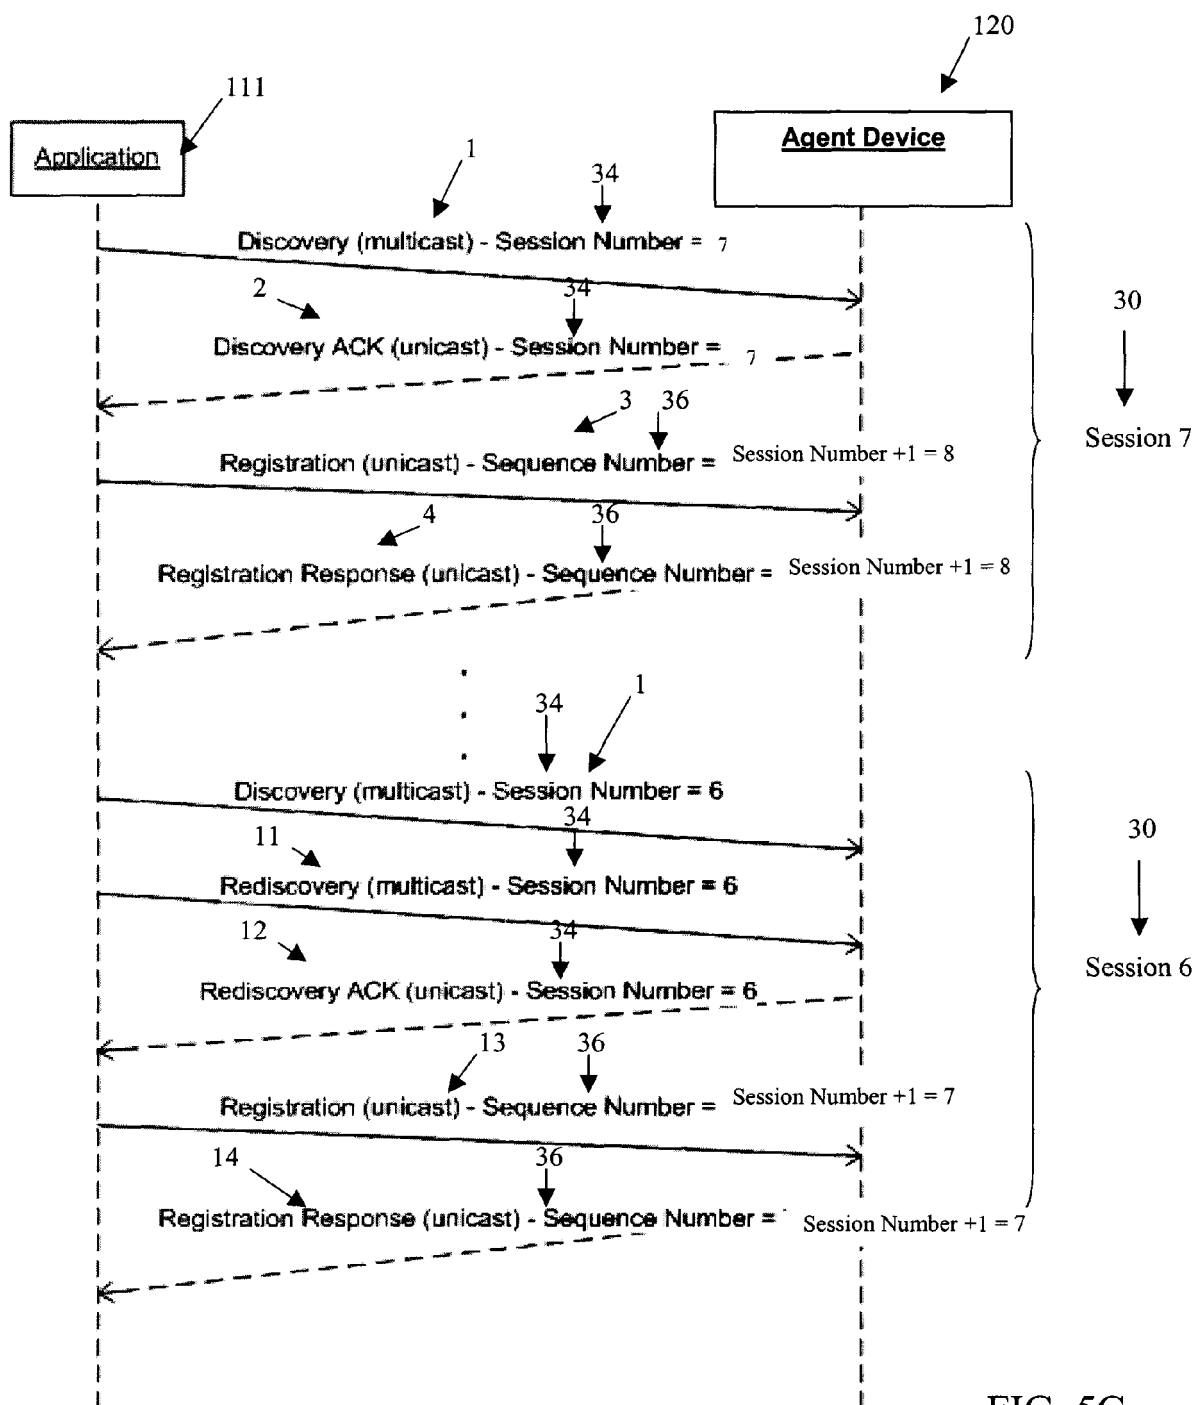 120
111
Application
Agent Device
1
34
Discovery (multicast) - Session Number = 7
2
34
30
Discovery ACK (unicast) - Session Number = 7
3
36
Session 7
Registration (unicast) - Sequence Number = Session Number +1 = 8
4
36
Registration Response (unicast) - Sequence Number = Session Number +1 = 8
.
.
.
1
34
Discovery (multicast) - Session Number = 6
34
11
30
Rediscovery (multicast) - Session Number = 6
12
34
Session 6
Rediscovery ACK (unicast) - Session Number = 6
13
36
Registration (unicast) - Sequence Number = Session Number +1 = 7
14
36
Registration Response (unicast) - Sequence Number = Session Number +1 = 7
FIG. 5C